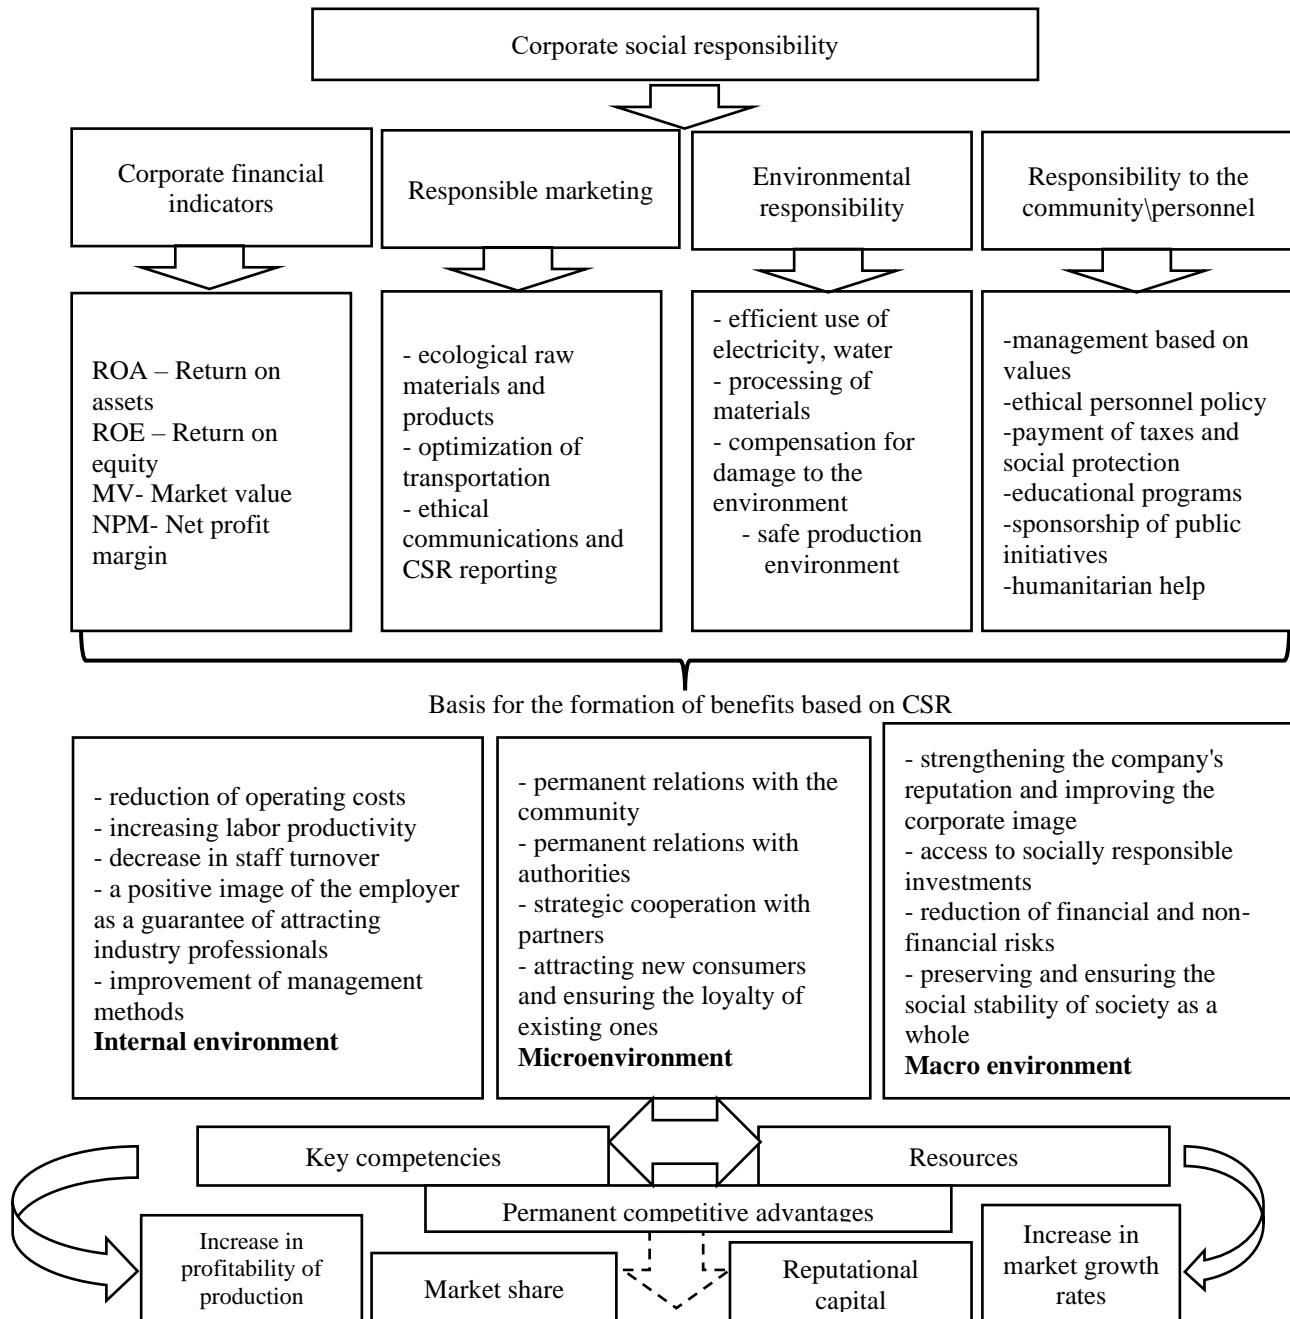 Corporate social responsibility
Corporate financial
indicators
Responsible marketing
Environmental
responsibility
Responsibility to the
community\personnel
ROA – Return on
assets
ROE – Return on
equity
MV- Market value
NPM- Net profit
margin
- ecological raw
materials and
products
- optimization of
transportation
- ethical
communications and
CSR reporting
- efficient use of
electricity, water
- processing of
materials
- compensation for
damage to the
environment
- safe production
environment
-management based on
values
-ethical personnel policy
-payment of taxes and
social protection
-educational programs
-sponsorship of public
initiatives
-humanitarian help
Basis for the formation of benefits based on CSR
- reduction of operating costs
- increasing labor productivity
- decrease in staff turnover
- a positive image of the employer
as a guarantee of attracting
industry professionals
- improvement of management
methods
Internal environment
- permanent relations with the
community
- permanent relations with
authorities
- strategic cooperation with
partners
- attracting new consumers
and ensuring the loyalty of
existing ones
Microenvironment
- strengthening the company's
reputation and improving the
corporate image
- access to socially responsible
investments
- reduction of financial and non-
financial risks
- preserving and ensuring the
social stability of society as a
whole
Macro environment
Key competencies
Resources
Permanent competitive advantages
Increase in
profitability of
production
Market share
Reputational
capital
Increase in
market growth
rates